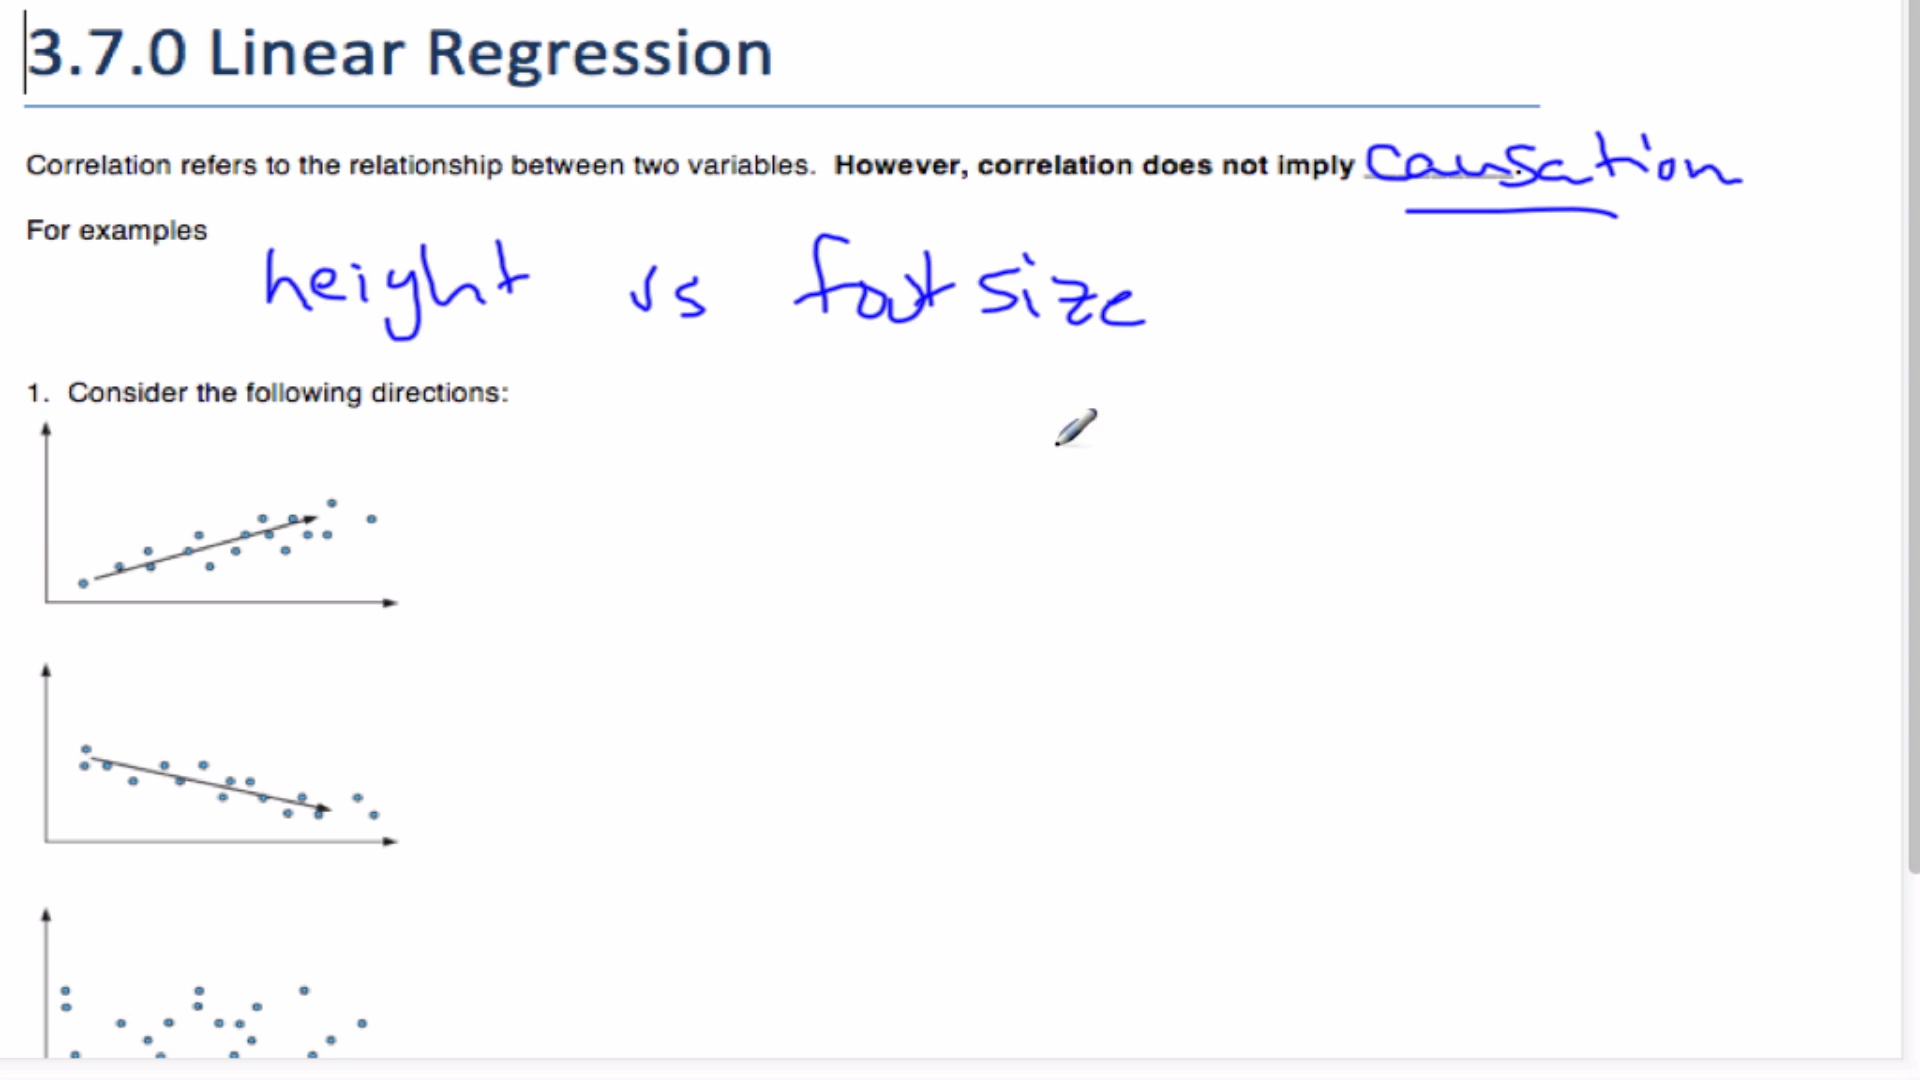 3.7.0 Linear Regression
Correlation refers to the relationship between two variables. However, correlation does not imply causation.
For examples
height vs foot size
1. Consider the following directions: